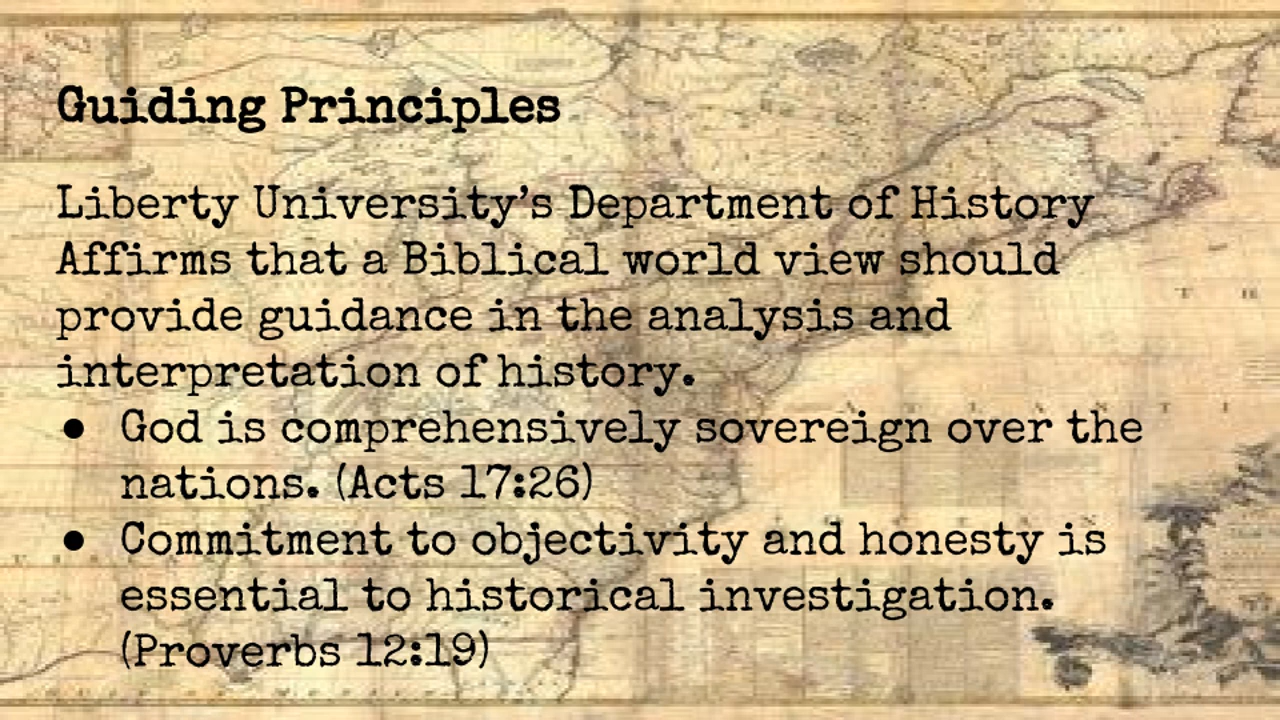 Guiding Principles
Liberty University’s Department of History
Affirms that a Biblical world view should
provide guidance in the analysis and
interpretation of history.
● God is comprehensively sovereign over the
nations. (Acts 17:26)
● Commitment to objectivity and honesty is
essential to historical investigation.
(Proverbs 12:19)